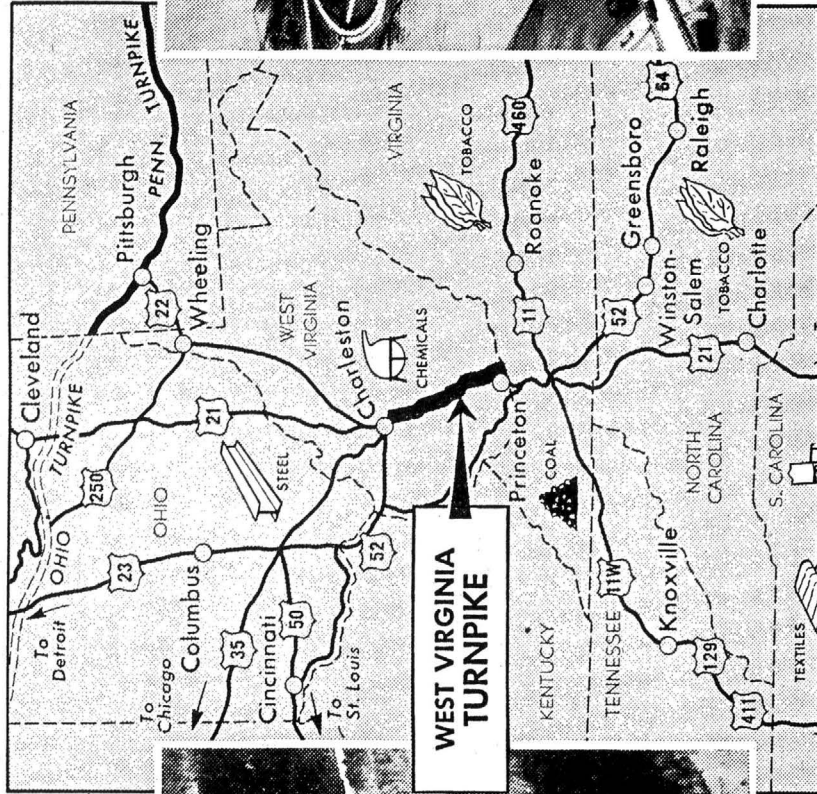 PENNSYLVANIA
Cleveland
Pittsburgh
PENN. TURNPIKE
OHIO TURNPIKE
To
Detroit
250
22
Wheeling
23
21
OHIO
Columbus
WEST
VIRGINIA
VIRGINIA
To
Chicago
35
STEEL
Cincinnati
50
52
Charleston
CHEMICALS
To
St. Louis
WEST VIRGINIA
TURNPIKE
Princeton
COAL
TOBACCO
Roanoke
460
11
KENTUCKY
TENNESSEE
11W
52
Greensboro
Winston-
Salem
Raleigh
64
TOBACCO
Knoxville
129
411
NORTH
CAROLINA
21
Charlotte
S. CAROLINA
TEXTILES